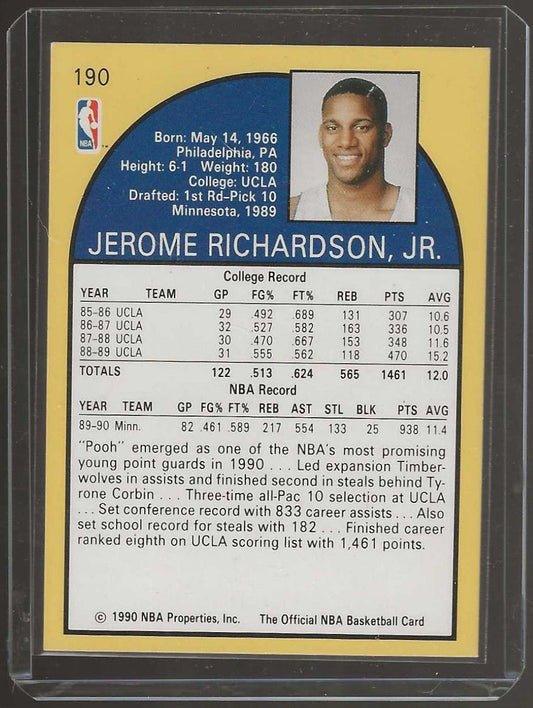 190
NBA
Born: May 14, 1966
Philadelphia, PA
Height: 6-1 Weight: 180
College: UCLA
Drafted: 1st Rd-Pick 10
Minnesota, 1989
JEROME RICHARDSON, JR.
College Record
YEAR TEAM GP FG% FT% REB PTS AVG
85-86 UCLA 29 .492 .689 131 307 10.6
86-87 UCLA 32 .527 .582 163 336 10.5
87-88 UCLA 30 .470 .667 153 348 11.6
88-89 UCLA 31 .555 .562 118 470 15.2
TOTALS 122 .513 .624 565 1461 12.0
NBA Record
YEAR TEAM GP FG% FT% REB AST STL BLK PTS AVG
89-90 Minn. 82 .461 .589 217 554 133 25 938 11.4
"Pooh" emerged as one of the NBA's most promising
young point guards in 1990 . . . Led expansion Timber-
wolves in assists and finished second in steals behind Ty-
rone Corbin . . . Three-time all-Pac 10 selection at UCLA
. . . Set conference record with 833 career assists . . . Also
set school record for steals with 182 . . . Finished career
ranked eighth on UCLA scoring list with 1,461 points.
© 1990 NBA Properties, Inc. The Official NBA Basketball Card